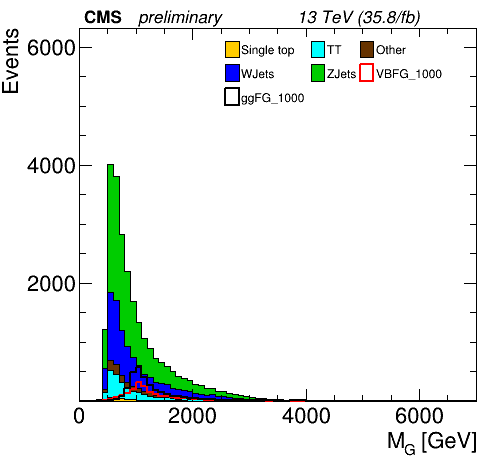 CMS preliminary 13 TeV (35.8/fb)
Events
6000
4000
2000
Single top TT Other
WJets ZJets VBFG_1000
ggFG_1000
0 2000 4000 6000
M_G [GeV]